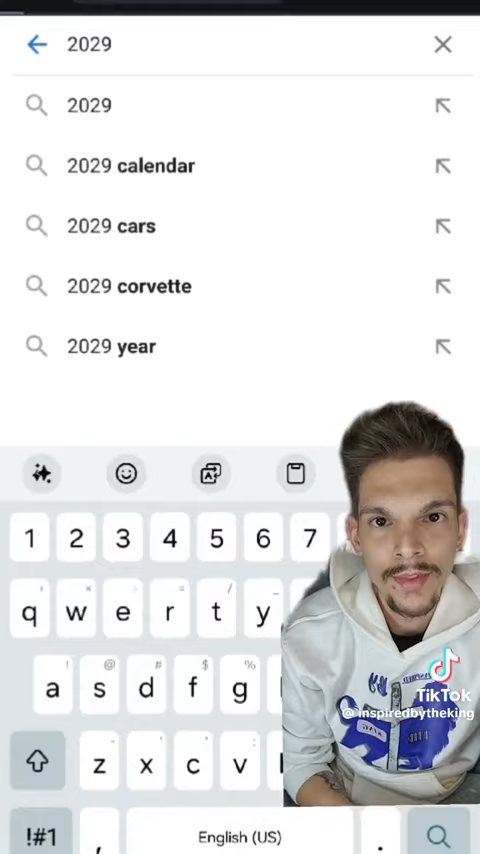 2029
2029
2029 calendar
2029 cars
2029 corvette
2029 year
1 2 3 4 5 6 7
q w e r t y
! @ # $ %
a s d f g
z x c v
!#1 , English (US) .
TikTok
@inspiredbytheking